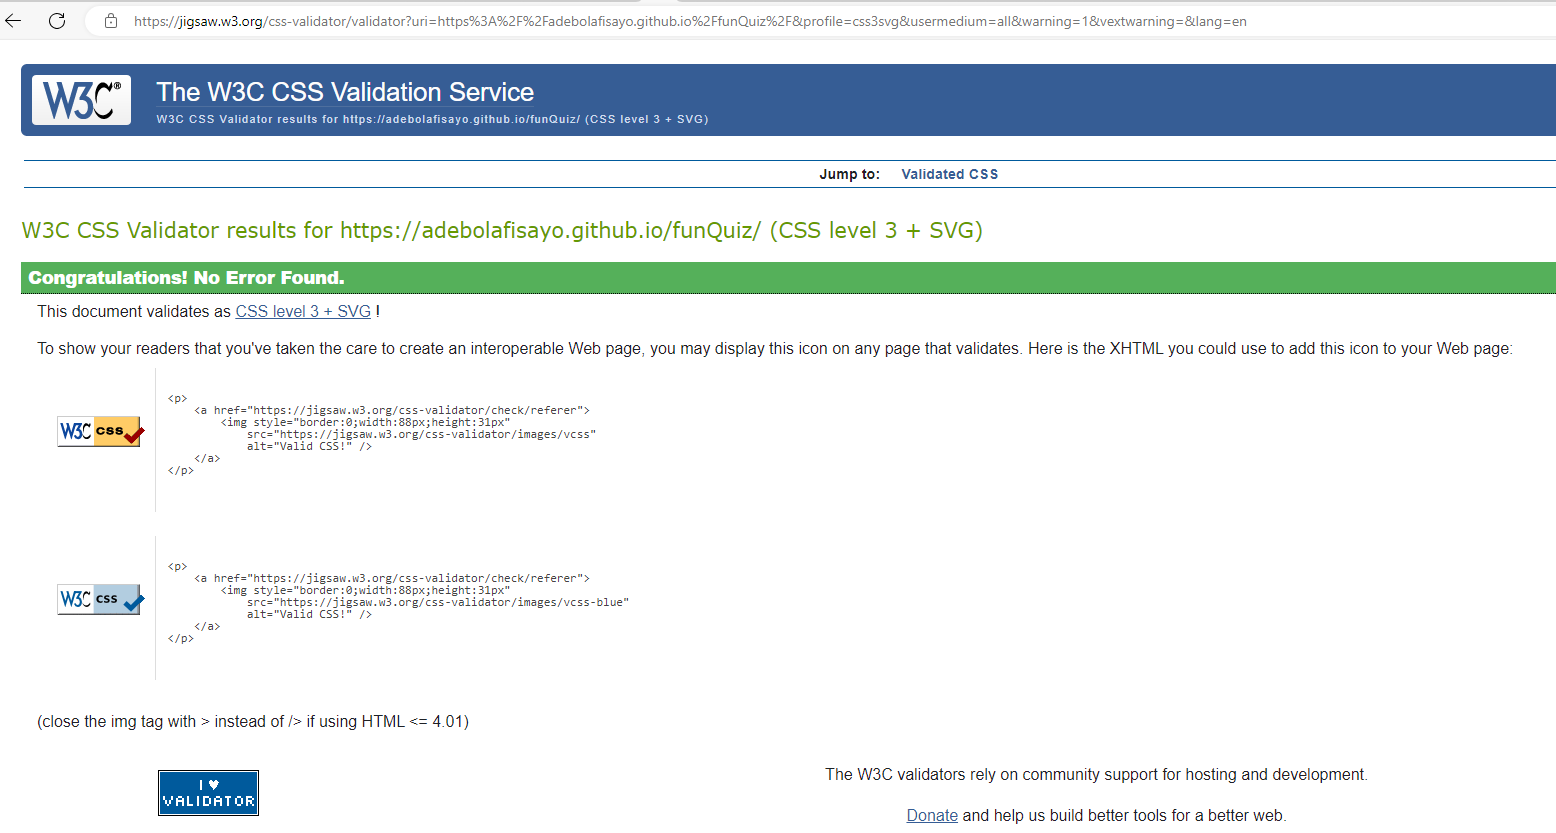 https://jigsaw.w3.org/css-validator/validator?uri=https%3A%2F%2Fadebolafisayo.github.io%2FfunQuiz%2F&profile=css3svg&usermedium=all&warning=1&vextwarning=&lang=en
W3C®
The W3C CSS Validation Service
W3C CSS Validator results for https://adebolafisayo.github.io/funQuiz/ (CSS level 3 + SVG)
Jump to: Validated CSS
W3C CSS Validator results for https://adebolafisayo.github.io/funQuiz/ (CSS level 3 + SVG)
Congratulations! No Error Found.
This document validates as CSS level 3 + SVG !
To show your readers that you've taken the care to create an interoperable Web page, you may display this icon on any page that validates. Here is the XHTML you could use to add this icon to your Web page:
W3C css
<p>
<a href="https://jigsaw.w3.org/css-validator/check/referer">
<img style="border:0;width:88px;height:31px"
src="https://jigsaw.w3.org/css-validator/images/vcss"
alt="Valid CSS!" />
</a>
</p>
W3C css
<p>
<a href="https://jigsaw.w3.org/css-validator/check/referer">
<img style="border:0;width:88px;height:31px"
src="https://jigsaw.w3.org/css-validator/images/vcss-blue"
alt="Valid CSS!" />
</a>
</p>
(close the img tag with > instead of /> if using HTML <= 4.01)
I ♥
VALIDATOR
The W3C validators rely on community support for hosting and development.
Donate and help us build better tools for a better web.